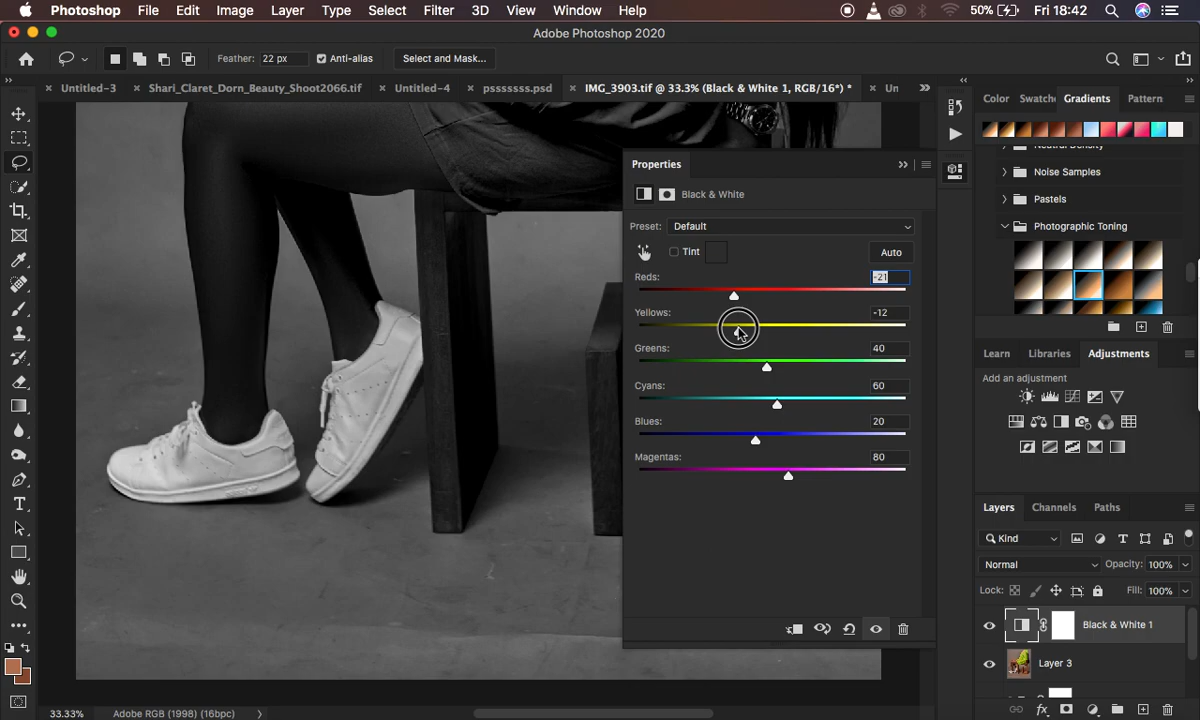 Photoshop File Edit Image Layer Type Select Filter 3D View Window Help 50% Fri 18:42
Adobe Photoshop 2020
Feather: 22 px Anti-alias Select and Mask...
Untitled-3 Shari_Claret_Dorn_Beauty_Shoot2066.tif Untitled-4 psssssss.psd IMG_3903.tif @ 33.3% (Black & White 1, RGB/16*) * Un
Color Swatche Gradients Pattern
Neutral Density
Noise Samples
Pastels
Photographic Toning
Properties
Black & White
Preset: Default
Tint Auto
Reds: -21
Yellows: -12
Greens: 40
Cyans: 60
Blues: 20
Magentas: 80
Learn Libraries Adjustments
Add an adjustment
Layers Channels Paths
Kind
Normal Opacity: 100%
Lock: Fill: 100%
Black & White 1
Layer 3
fx
33.33% Adobe RGB (1998) (16bpc)